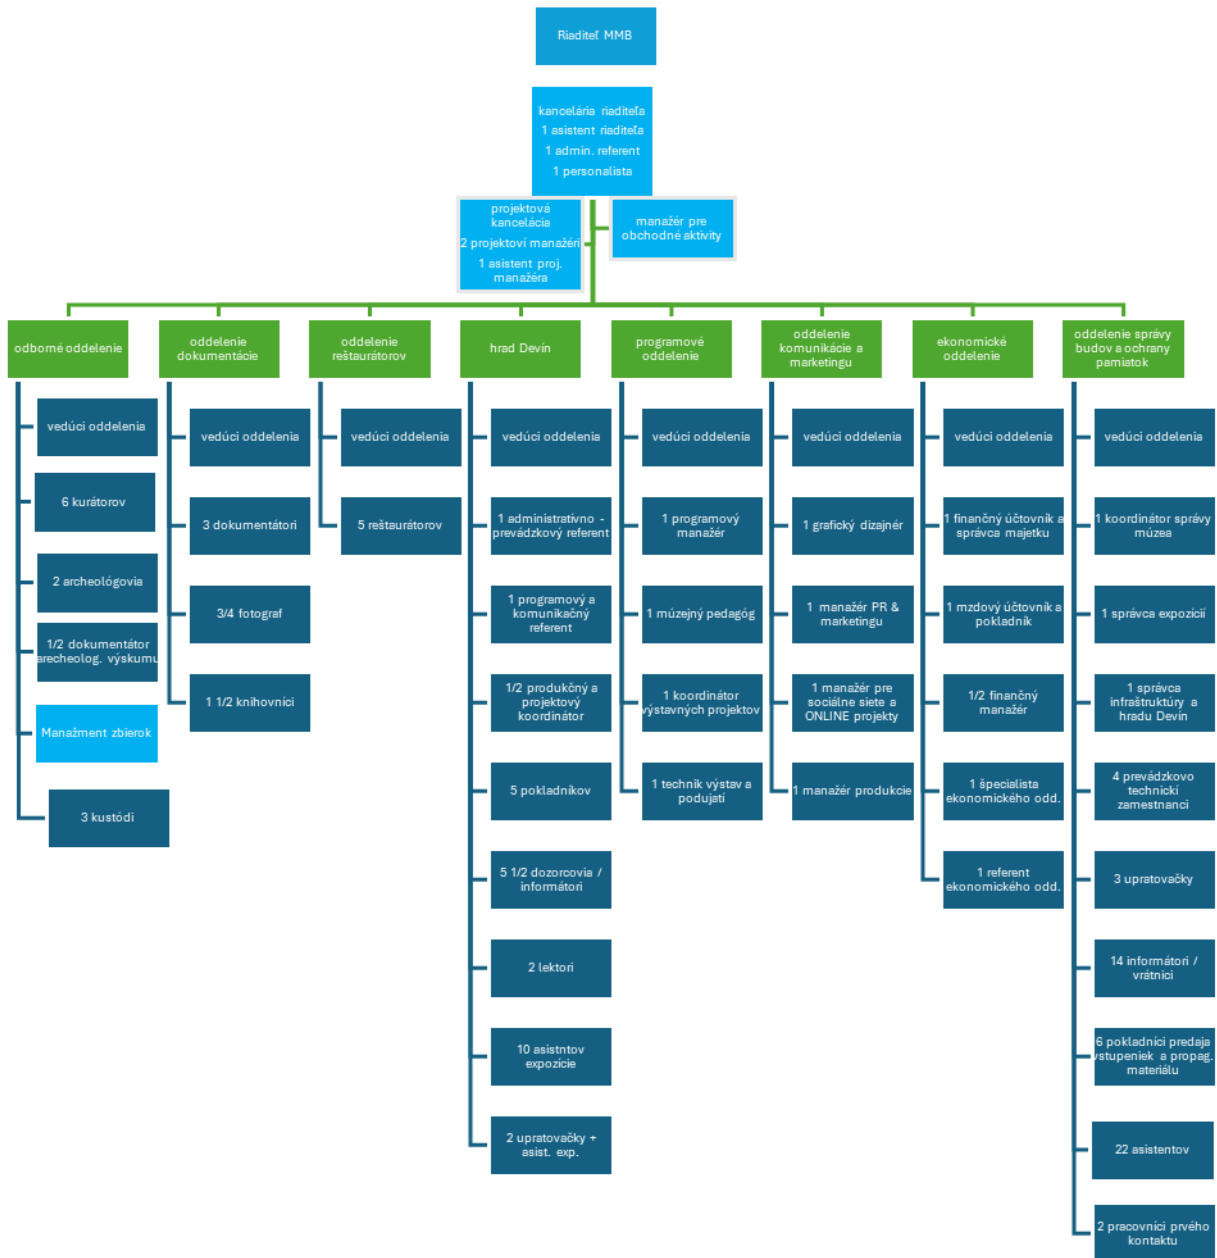 Riaditeľ MMB
kancelária riaditeľa
1 asistent riaditeľa
1 admin. referent
1 personalista
projektová
kancelácia
2 projektoví manažéri
1 asistent proj.
manažéra
manažér pre
obchodné aktivity
odborné oddelenie
vedúci oddelenia
6 kurátorov
2 archeológovia
1/2 dokumentátor
arecheolog. výskumu
Manažment zbierok
3 kustódi
oddelenie
dokumentácie
vedúci oddelenia
3 dokumentátori
3/4 fotograf
1 1/2 knihovníci
oddelenie
reštaurátorov
vedúci oddelenia
5 reštaurátorov
hrad Devín
vedúci oddelenia
1 administratívno -
prevádzkový referent
1 programový a
komunikačný
referent
1/2 produkčný a
projektový
koordinátor
5 pokladníkov
5 1/2 dozorcovia /
informátori
2 lektori
10 asistntov
expozície
2 upratovačky +
asist. exp.
programové
oddelenie
vedúci oddelenia
1 programový
manažér
1 múzejný pedagóg
1 koordinátor
výstavných projektov
1 technik výstav a
podujatí
oddelenie
komunikácie a
marketingu
vedúci oddelenia
1 grafický dizajnér
1 manažér PR &
marketingu
1 manažér pre
sociálne siete a
ONLINE projekty
1 manažér produkcie
ekonomické
oddelenie
vedúci oddelenia
1 finančný účtovník a
správca majetku
1 mzdový účtovník a
pokladník
1/2 finančný
manažér
1 špecialista
ekonomického odd.
1 referent
ekonomického odd.
oddelenie správy
budov a ochrany
pamiatok
vedúci oddelenia
1 koordinátor správy
múzea
1 správca expozícií
1 správca
infraštruktúry a
hradu Devín
4 prevádzkovo
technickí
zamestnanci
3 upratovačky
14 informátori /
vrátnici
6 pokladníci predaja
vstupeniek a propag.
materiálu
22 asistentov
2 pracovníci prvého
kontaktu